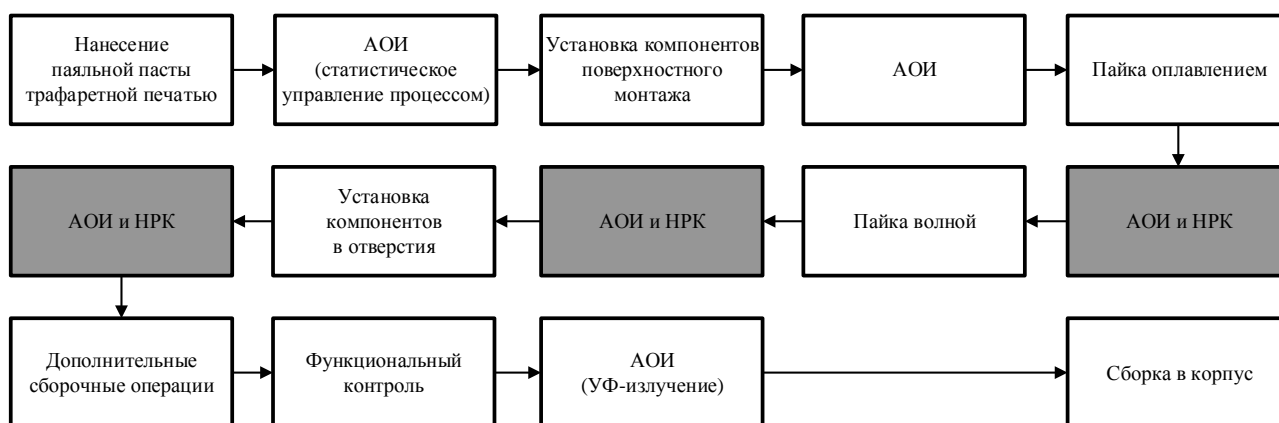 Нанесение
паяльной пасты
трафаретной печатью
АОИ
(статистическое
управление процессом)
Установка компонентов
поверхностного
монтажа
АОИ
Пайка оплавлением
АОИ и НРК
Установка
компонентов
в отверстия
АОИ и НРК
Пайка волной
АОИ и НРК
Дополнительные
сборочные операции
Функциональный
контроль
АОИ
(УФ-излучение)
Сборка в корпус